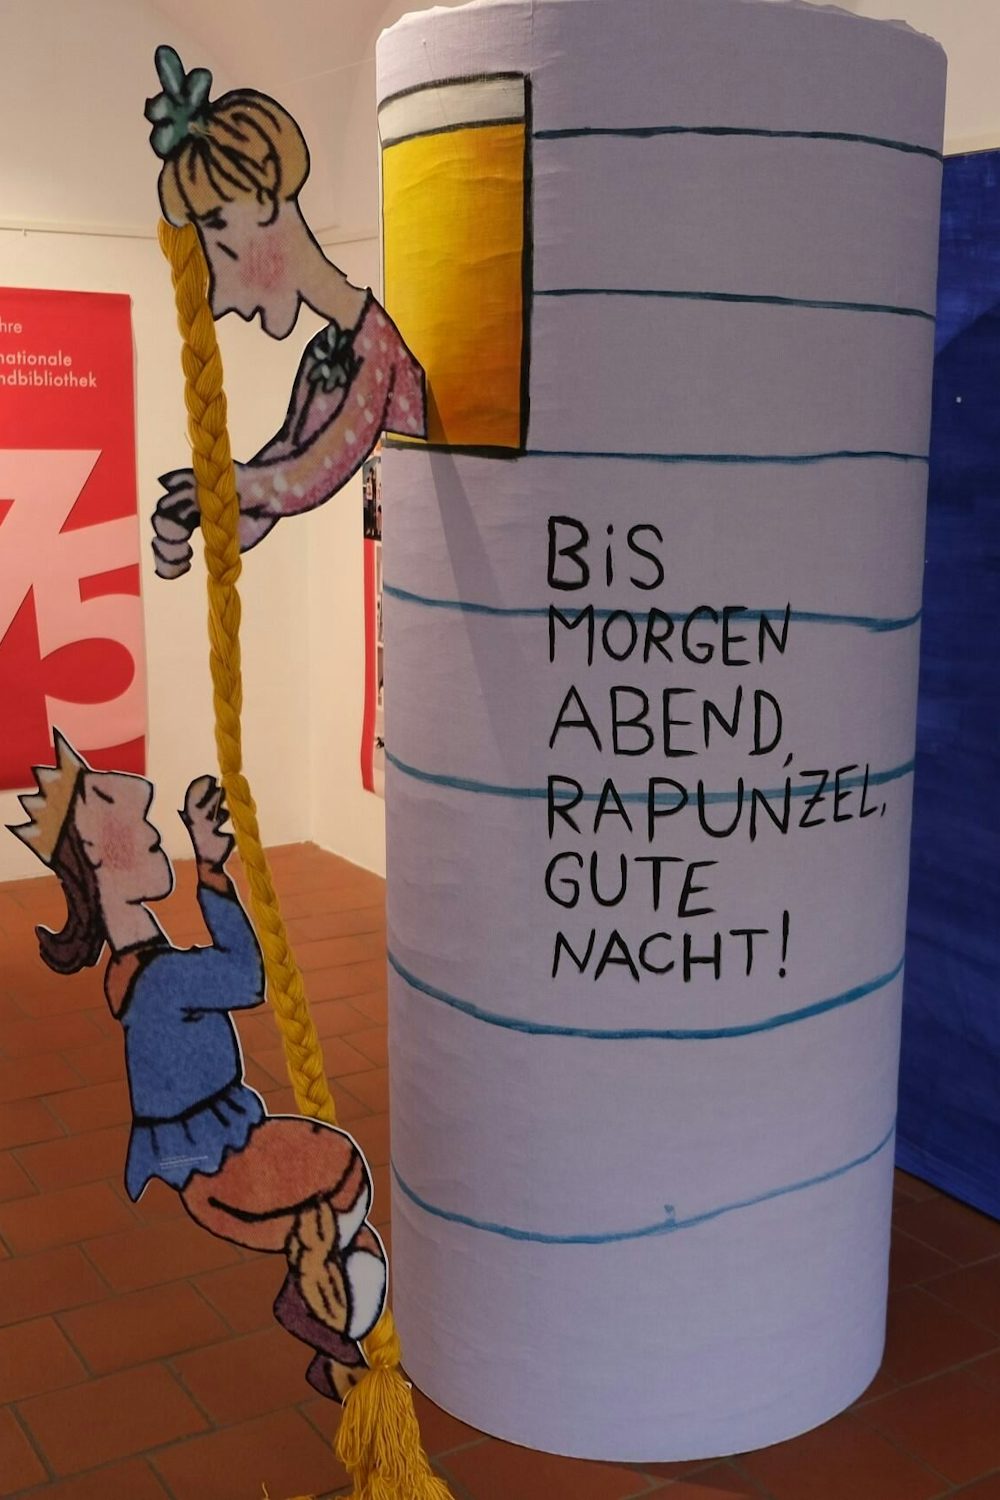 hre
nationale
ndbibliothek
75
BiS
MORGEN
ABEND,
RAPUNZEL,
GUTE
NACHT!